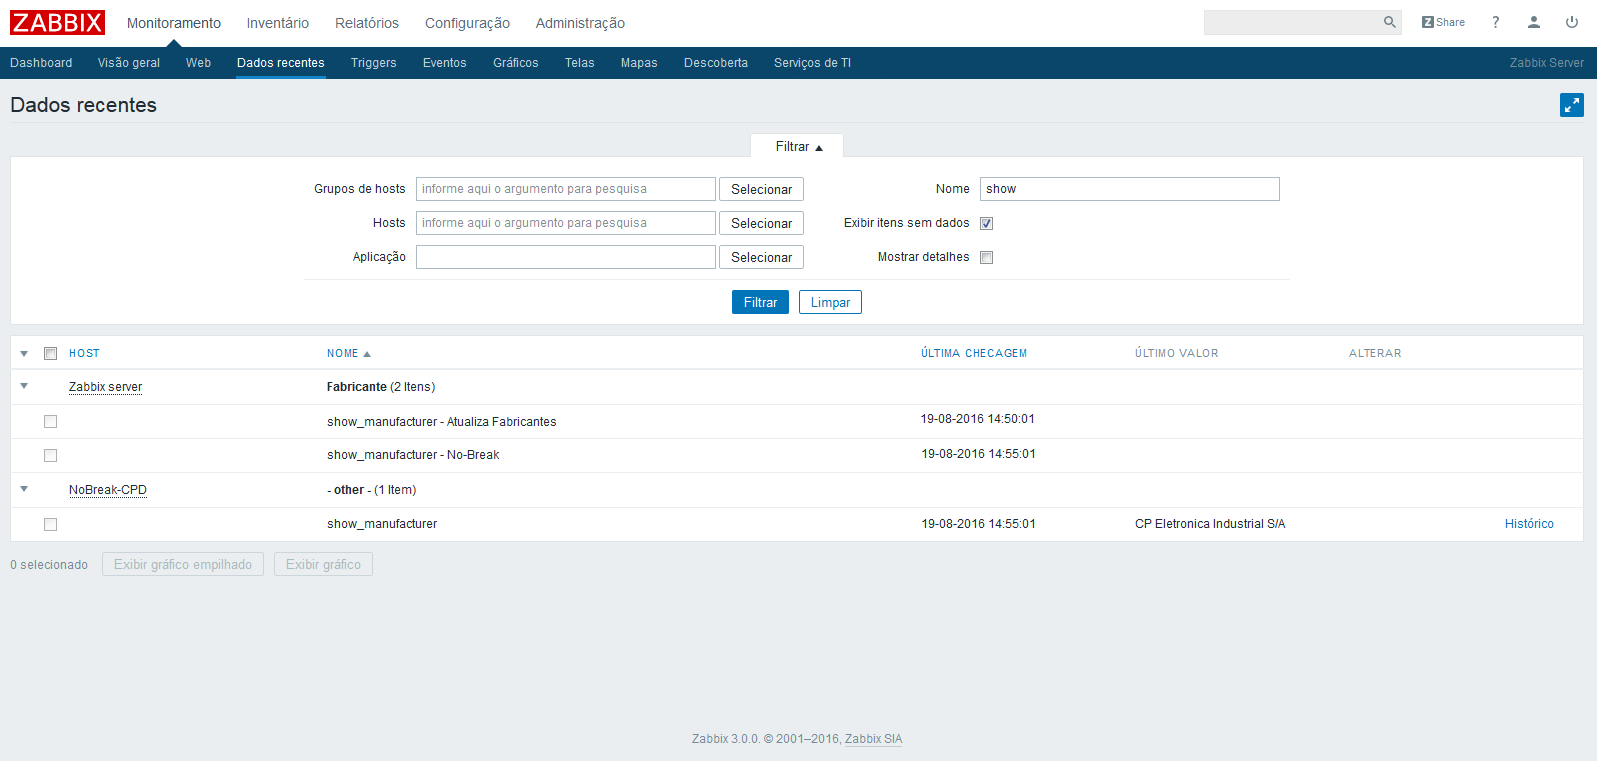 ZABBIX Monitoramento Inventário Relatórios Configuração Administração Z Share ?
Dashboard Visão geral Web Dados recentes Triggers Eventos Gráficos Telas Mapas Descoberta Serviços de TI Zabbix Server
Dados recentes
Filtrar ▲
Grupos de hosts informe aqui o argumento para pesquisa Selecionar Nome show
Hosts informe aqui o argumento para pesquisa Selecionar Exibir itens sem dados
Aplicação Selecionar Mostrar detalhes
Filtrar Limpar
HOST NOME ▲ ÚLTIMA CHECAGEM ÚLTIMO VALOR ALTERAR
Zabbix server Fabricante (2 Itens)
show_manufacturer - Atualiza Fabricantes 19-08-2016 14:50:01
show_manufacturer - No-Break 19-08-2016 14:55:01
NoBreak-CPD - other - (1 Item)
show_manufacturer 19-08-2016 14:55:01 CP Eletronica Industrial S/A Histórico
0 selecionado Exibir gráfico empilhado Exibir gráfico
Zabbix 3.0.0. © 2001–2016, Zabbix SIA